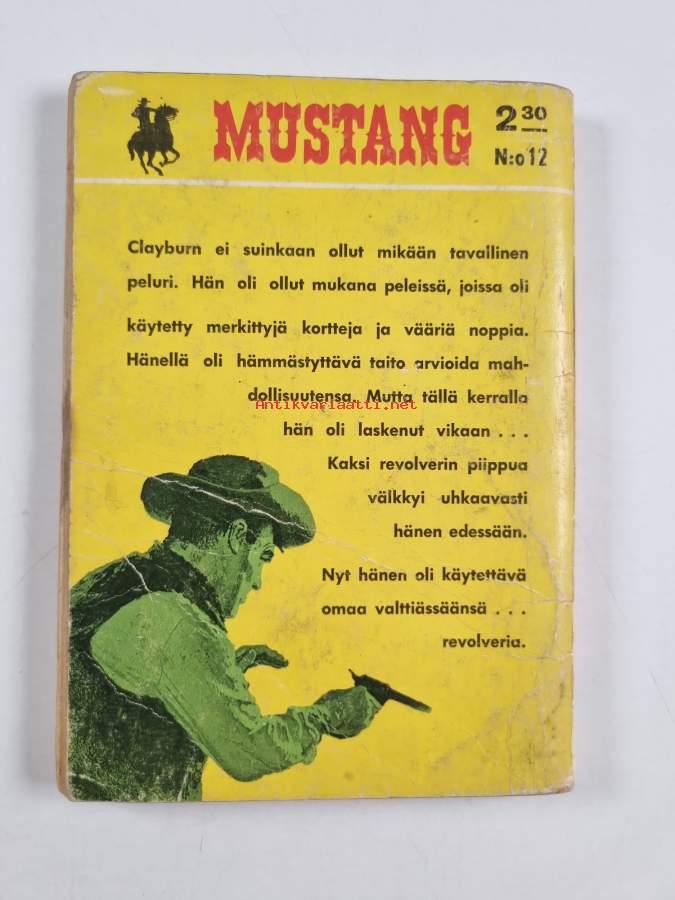 MUSTANG
2 30
N:o 12
Clayburn ei suinkaan ollut mikään tavallinen
peluri. Hän oli ollut mukana peleissä, joissa oli
käytetty merkittyjä kortteja ja vääriä noppia.
Hänellä oli hämmästyttävä taito arvioida mah-
dollisuutensa. Mutta tällä kerralla
Antikvariaatti.net
hän oli laskenut vikaan . . .
Kaksi revolverin piippua
välkkyi uhkaavasti
hänen edessään.
Nyt hänen oli käytettävä
omaa valttiässäänsä . . .
revolveria.